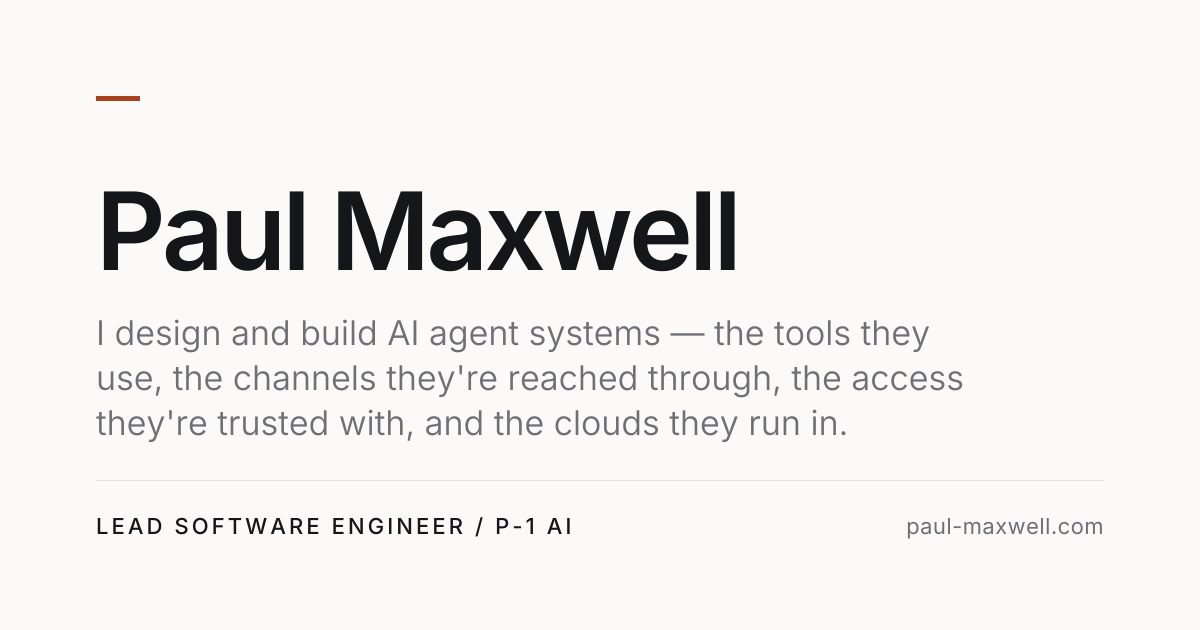 Paul Maxwell
I design and build AI agent systems — the tools they
use, the channels they're reached through, the access
they're trusted with, and the clouds they run in.
LEAD SOFTWARE ENGINEER / P-1 AI
paul-maxwell.com